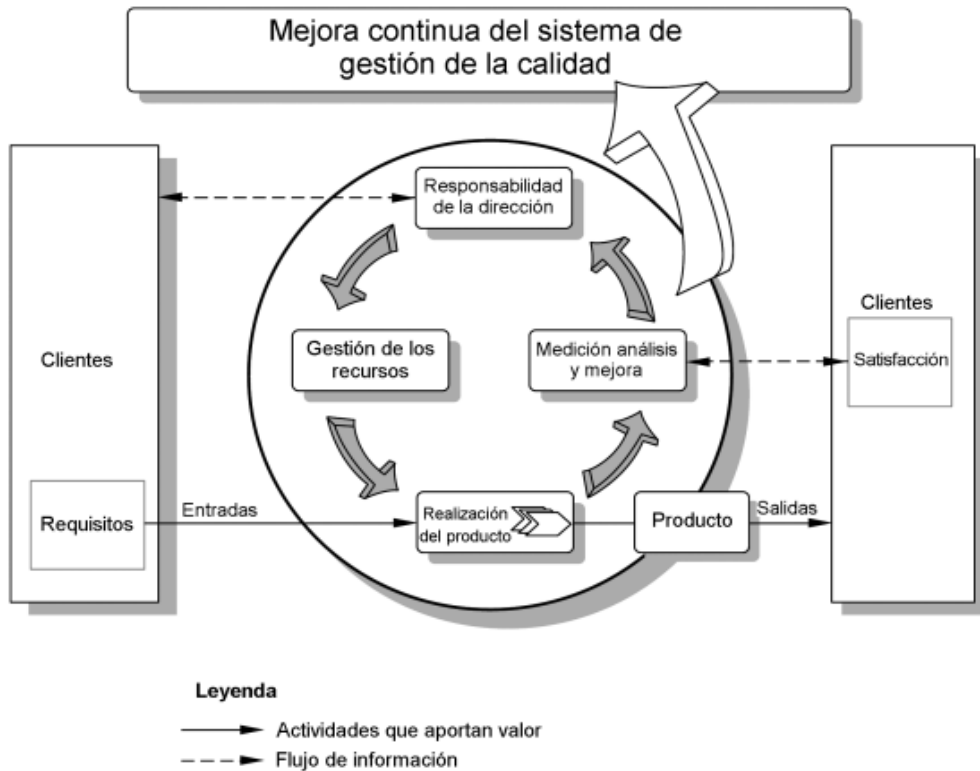 Mejora continua del sistema de
gestión de la calidad
Responsabilidad
de la dirección
Clientes
Gestión de los
recursos
Medición análisis
y mejora
Clientes
Satisfacción
Requisitos
Entradas
Realización
del producto
Producto
Salidas
Leyenda
Actividades que aportan valor
Flujo de información